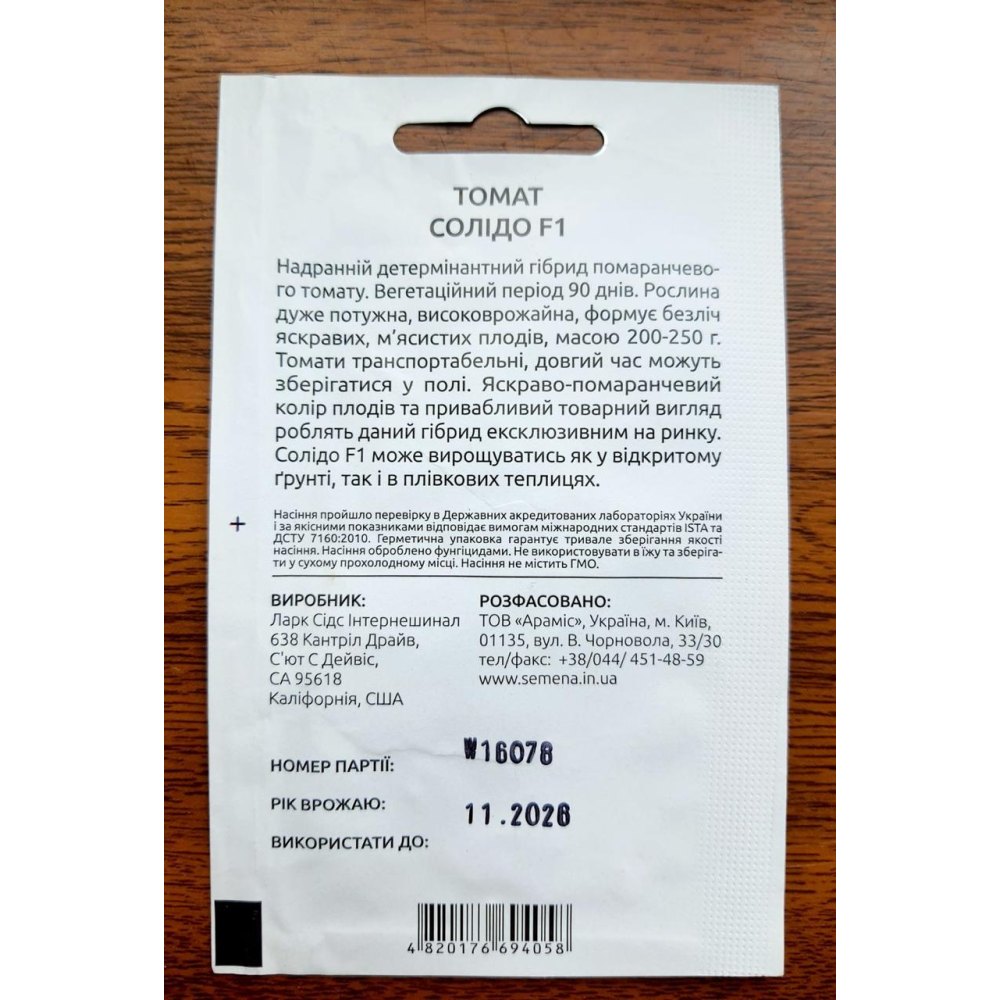 ТОМАТ
СОЛІДО F1
Надранній детермінантний гібрид помаранчево-
го томату. Вегетаційний період 90 днів. Рослина
дуже потужна, високоврожайна, формує безліч
яскравих, м’ясистих плодів, масою 200-250 г.
Томати транспортабельні, довгий час можуть
зберігатися у полі. Яскраво-помаранчевий
колір плодів та привабливий товарний вигляд
роблять даний гібрид ексклюзивним на ринку.
Солідо F1 може вирощуватись як у відкритому
ґрунті, так і в плівкових теплицях.
Насіння пройшло перевірку в Державних акредитованих лабораторіях України
і за якісними показниками відповідає вимогам міжнародних стандартів ISTA та
ДСТУ 7160:2010. Герметична упаковка гарантує тривале зберігання якості
насіння. Насіння оброблено фунгіцидами. Не використовувати в їжу та зберіга-
ти у сухому прохолодному місці. Насіння не містить ГМО.
ВИРОБНИК:
Ларк Сідс Інтернешинал
638 Кантріл Драйв,
С'ют С Дейвіс,
СА 95618
Каліфорнія, США
РОЗФАСОВАНО:
ТОВ «Араміс», Україна, м. Київ,
01135, вул. В. Чорновола, 33/30
тел/факс: +38/044/ 451-48-59
www.semena.in.ua
НОМЕР ПАРТІЇ: W16078
РІК ВРОЖАЮ: 11.2026
ВИКОРИСТАТИ ДО:
4 820176 694058